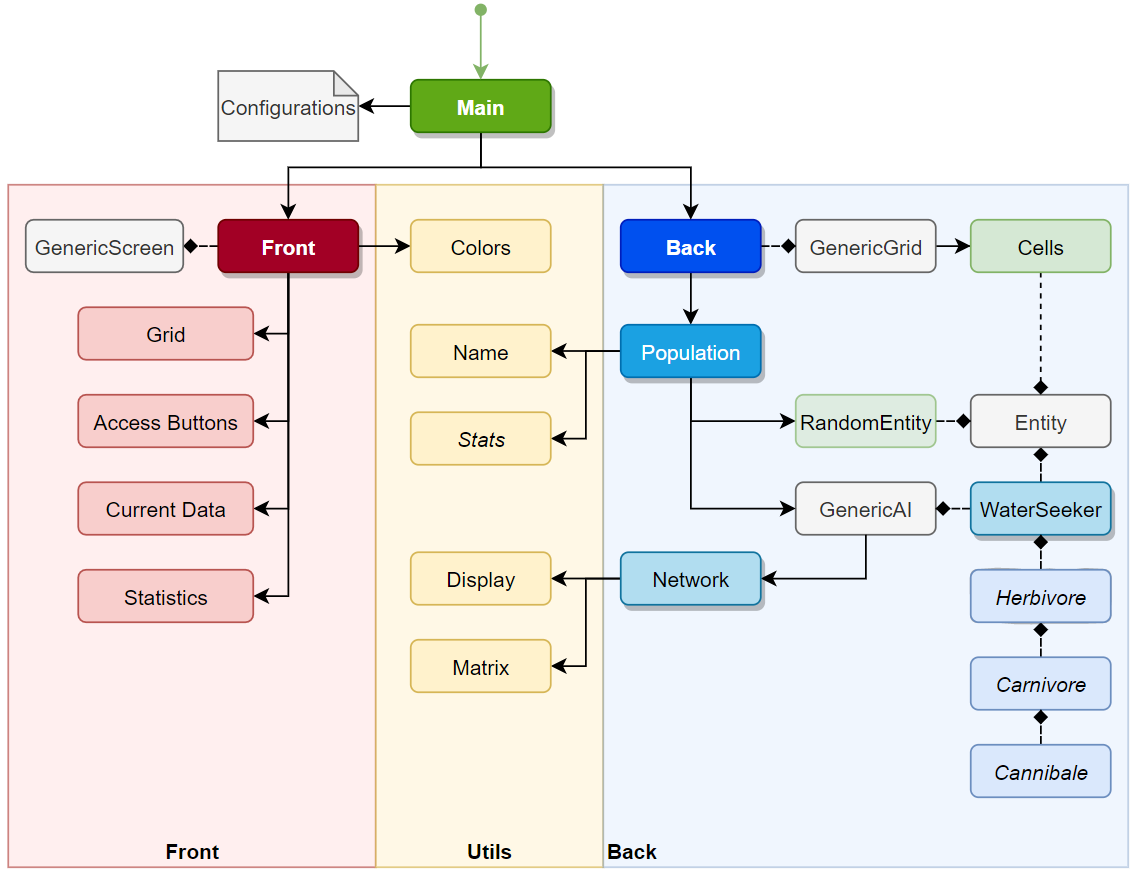 Main
Configurations
GenericScreen
Front
Colors
Back
GenericGrid
Cells
Grid
Name
Population
Access Buttons
Stats
RandomEntity
Entity
Current Data
GenericAI
WaterSeeker
Statistics
Display
Network
Herbivore
Matrix
Carnivore
Cannibale
Front
Utils
Back